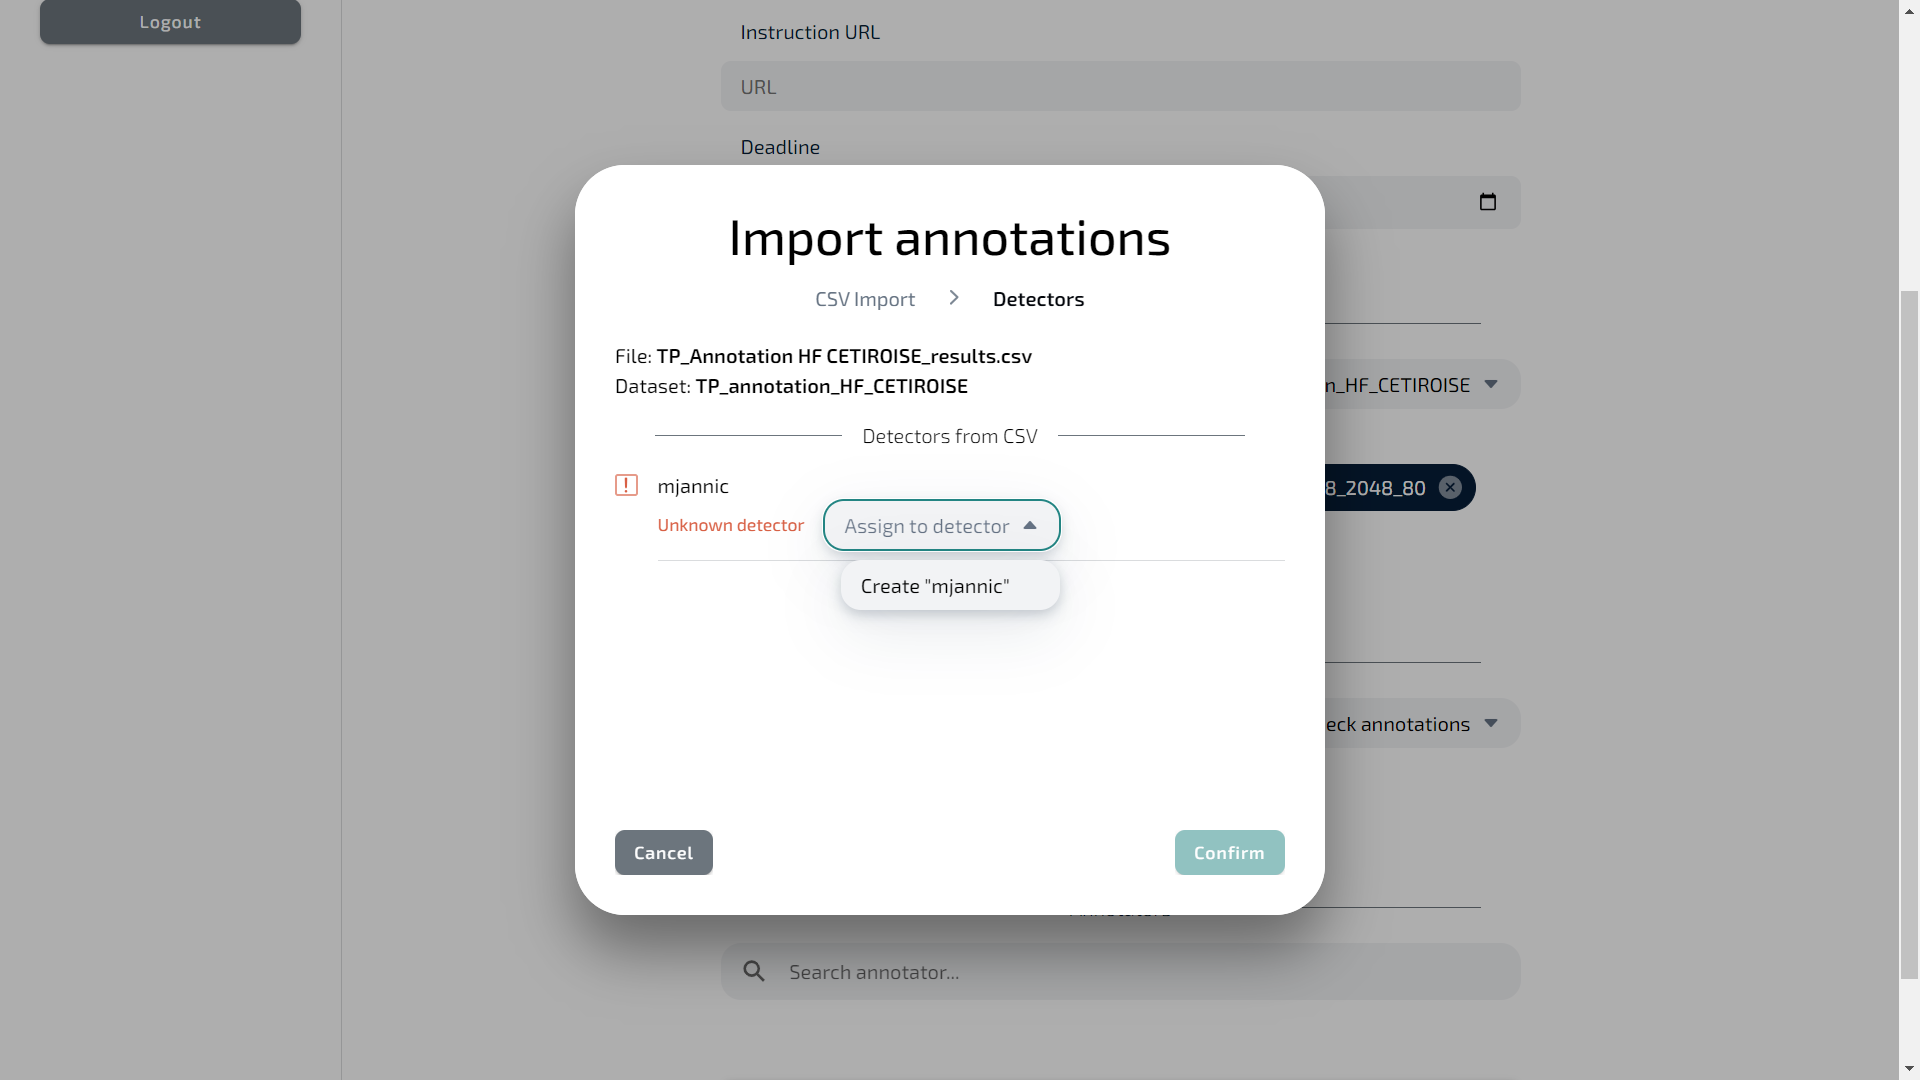 Logout
Instruction URL
URL
Deadline
Import annotations
CSV Import
Detectors
File: TP_Annotation HF CETIROISE_results.csv
Dataset: TP_annotation_HF_CETIROISE
n_HF_CETIROISE
Detectors from CSV
mjannic
8_2048_80
Unknown detector
Assign to detector
Create "mjannic"
eck annotations
Cancel
Confirm
Search annotator...